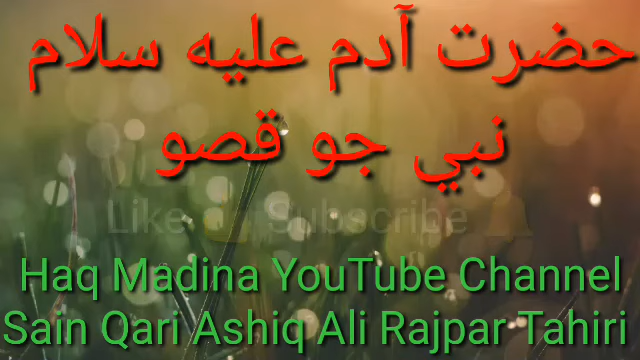 حضرت آدم عليه سلام
نبي جو قصو
Like 👍 Subscribe 🔔
Haq Madina YouTube Channel
Sain Qari Ashiq Ali Rajpar Tahiri